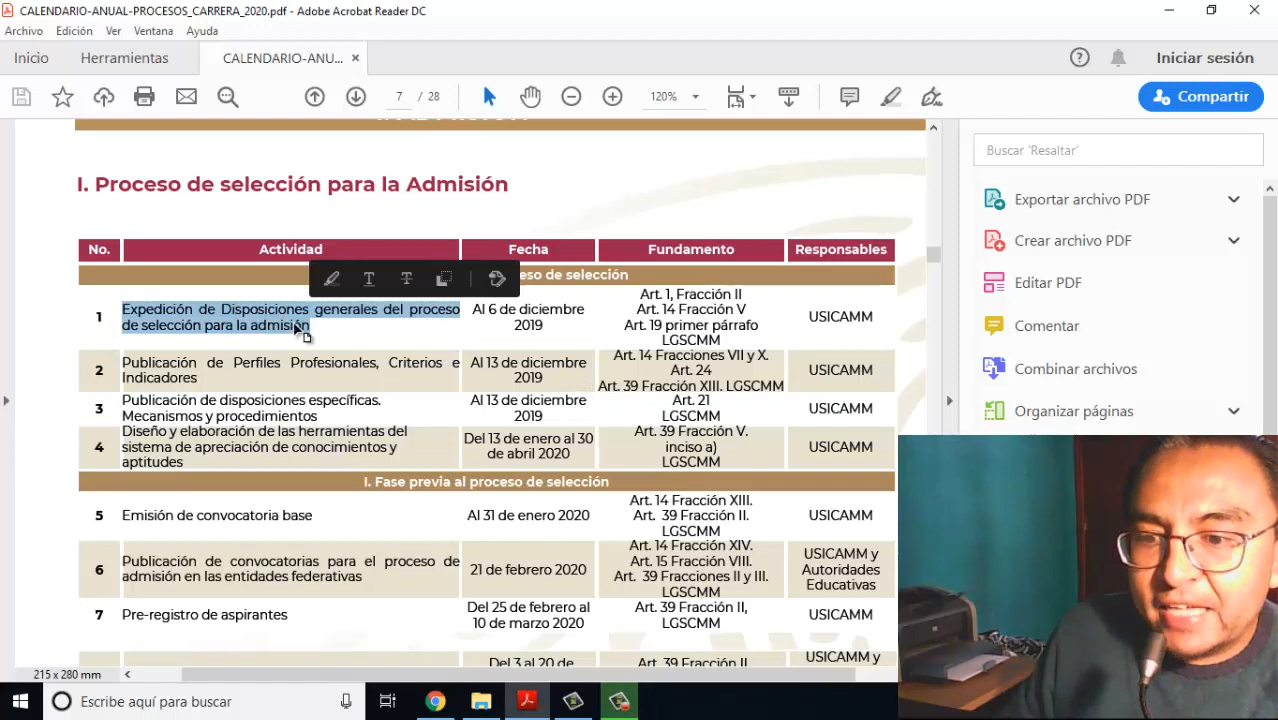 CALENDARIO-ANUAL-PROCESOS_CARRERA_2020.pdf - Adobe Acrobat Reader DC
Archivo Edición Ver Ventana Ayuda
Inicio Herramientas CALENDARIO-ANU... ×
Iniciar sesión
7 / 28 120% Compartir
Buscar 'Resaltar'
Exportar archivo PDF
Crear archivo PDF
Editar PDF
Comentar
Combinar archivos
Organizar páginas
I. Proceso de selección para la Admisión
No. Actividad Fecha Fundamento Responsables
so de selección
1 Expedición de Disposiciones generales del proceso
de selección para la admisión
Al 6 de diciembre
2019
Art. 1, Fracción II
Art. 14 Fracción V
Art. 19 primer párrafo
LGSCMM
USICAMM
2 Publicación de Perfiles Profesionales, Criterios e
Indicadores
Al 13 de diciembre
2019
Art. 14 Fracciones VII y X.
Art. 24
Art. 39 Fracción XIII. LGSCMM
USICAMM
3 Publicación de disposiciones específicas.
Mecanismos y procedimientos
Al 13 de diciembre
2019
Art. 21
LGSCMM
USICAMM
4 Diseño y elaboración de las herramientas del
sistema de apreciación de conocimientos y
aptitudes
Del 13 de enero al 30
de abril 2020
Art. 39 Fracción V.
inciso a)
LGSCMM
USICAMM
I. Fase previa al proceso de selección
5 Emisión de convocatoria base
Al 31 de enero 2020
Art. 14 Fracción XIII.
Art. 39 Fracción II.
LGSCMM
USICAMM
6 Publicación de convocatorias para el proceso de
admisión en las entidades federativas
21 de febrero 2020
Art. 14 Fracción XIV.
Art. 15 Fracción VIII.
Art. 39 Fracciones II y III.
LGSCMM
USICAMM y
Autoridades
Educativas
7 Pre-registro de aspirantes
Del 25 de febrero al
10 de marzo 2020
Art. 39 Fracción II,
LGSCMM
USICAMM
Del 3 al 20 de
Art. 39 Fracción II
USICAMM y
215 x 280 mm
Escribe aquí para buscar